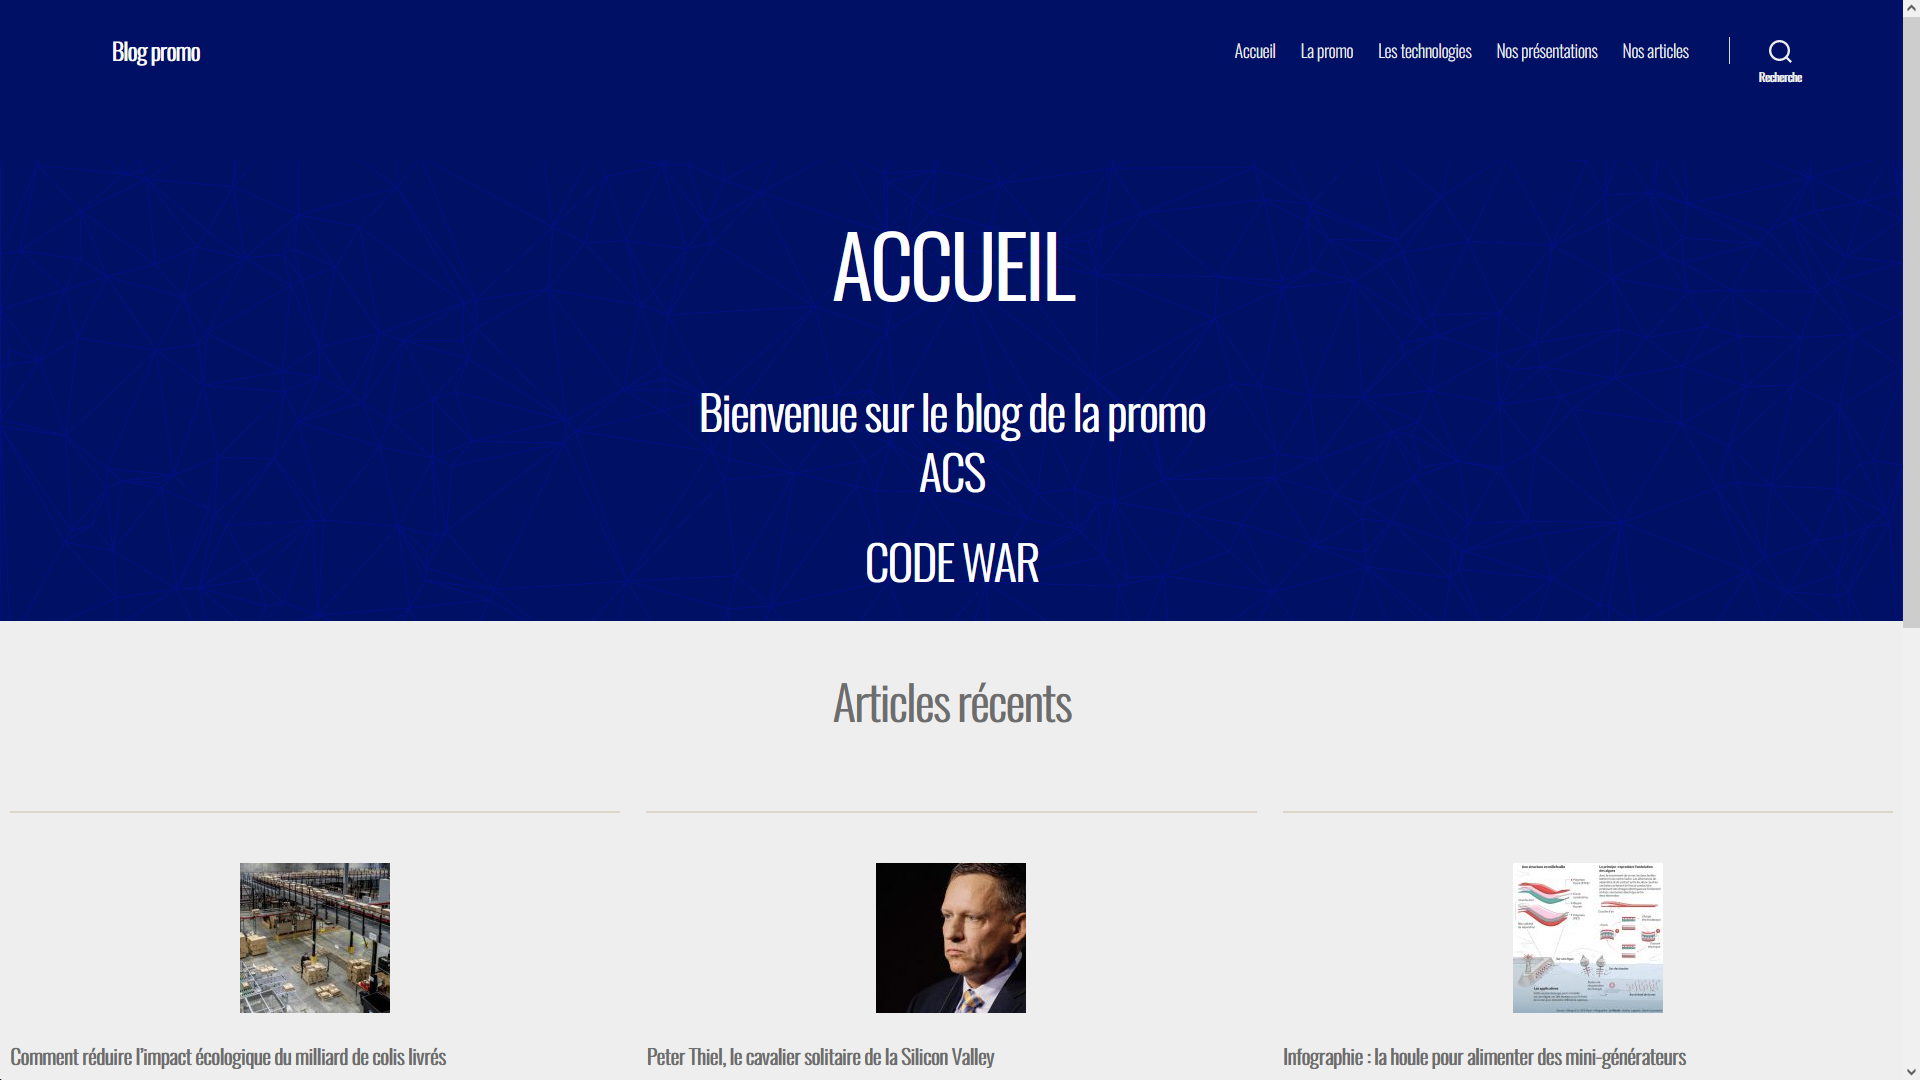 Blog promo
Accueil
La promo
Les technologies
Nos présentations
Nos articles
Recherche
ACCUEIL
Bienvenue sur le blog de la promo
ACS
CODE WAR
Articles récents
Comment réduire l’impact écologique du milliard de colis livrés
Peter Thiel, le cavalier solitaire de la Silicon Valley
Infographie : la houle pour alimenter des mini-générateurs